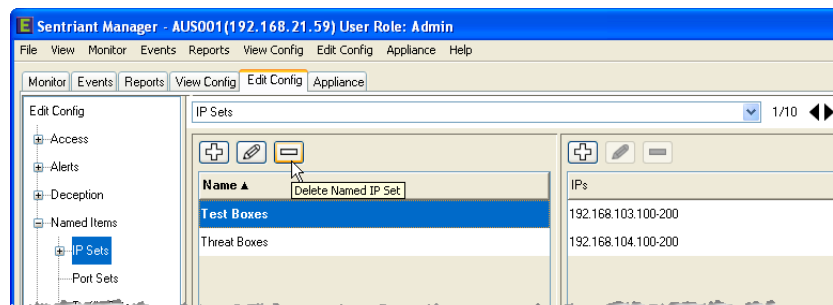 E Sentriant Manager - AUS001(192.168.21.59) User Role: Admin
File View Monitor Events Reports View Config Edit Config Appliance Help
Monitor Events Reports View Config Edit Config Appliance
Edit Config
IP Sets
1/10
Access
Alerts
Deception
Named Items
IP Sets
Port Sets
Name
Delete Named IP Set
Test Boxes
Threat Boxes
IPs
192.168.103.100-200
192.168.104.100-200